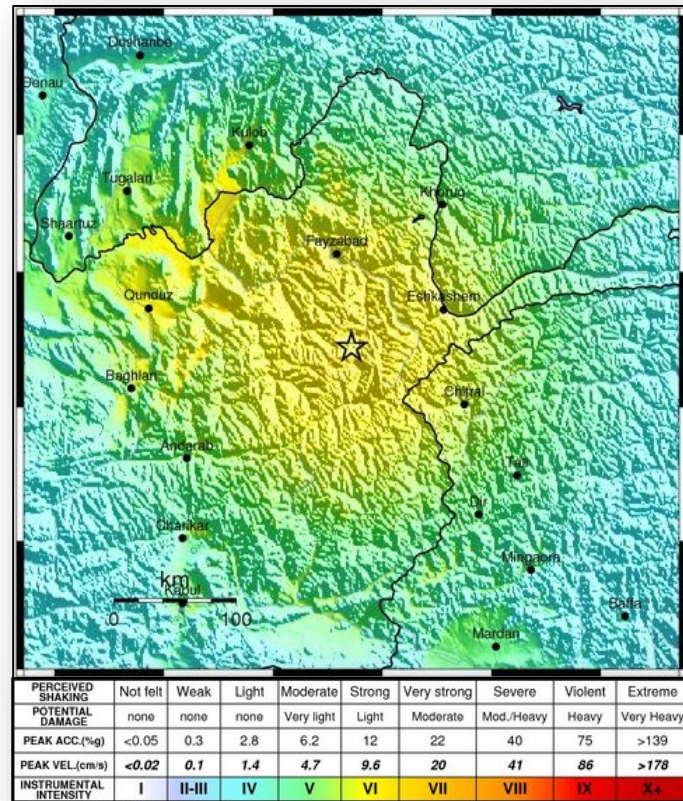 Dushanbe
Denau
Kulob
Tugalan
Khorug
Shaartuz
Fayzabad
Qunduz
Eshkashem
Baghlan
Chitral
Andarab
Tall
Dir
Charikar
Mingaora
km
Kabul
0 100
Baffa
Mardan
PERCEIVED SHAKING Not felt Weak Light Moderate Strong Very strong Severe Violent Extreme
POTENTIAL DAMAGE none none none Very light Light Moderate Mod./Heavy Heavy Very Heavy
PEAK ACC.(%g) <0.05 0.3 2.8 6.2 12 22 40 75 >139
PEAK VEL.(cm/s) <0.02 0.1 1.4 4.7 9.6 20 41 86 >178
INSTRUMENTAL INTENSITY I II-III IV V VI VII VIII IX X+